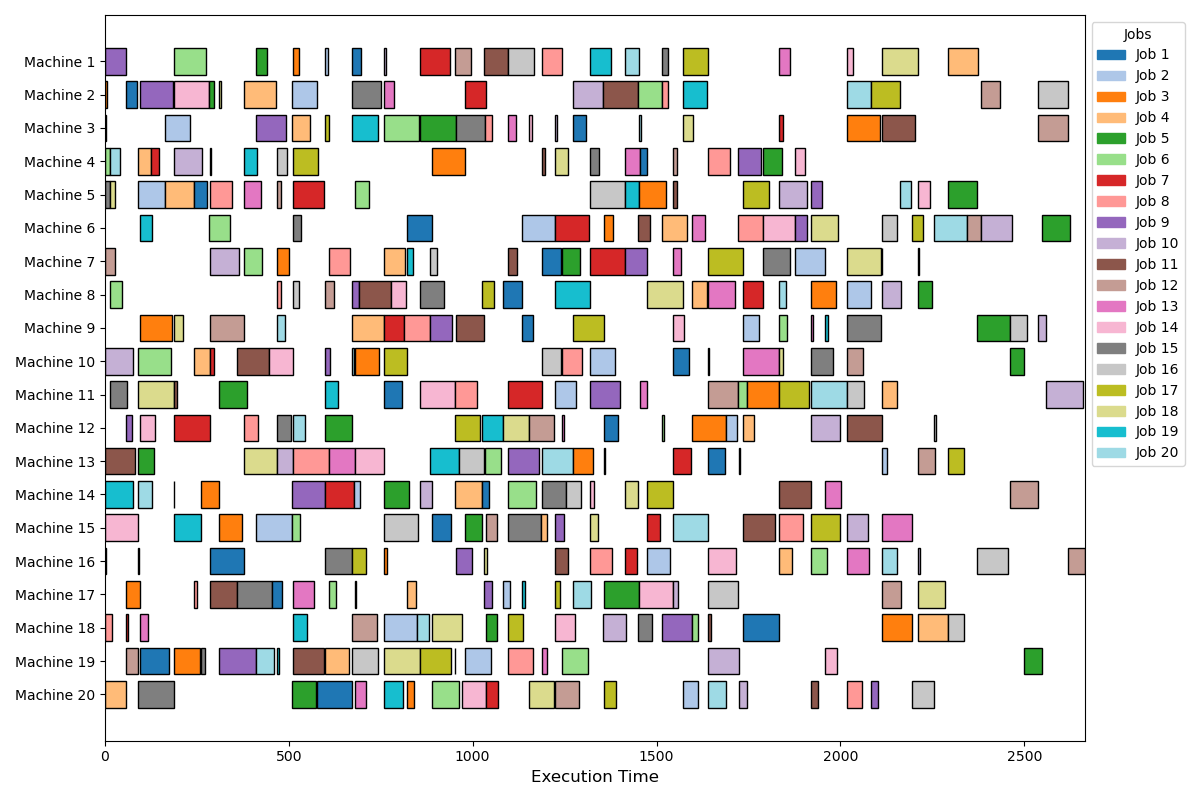 Machine 1
Machine 2
Machine 3
Machine 4
Machine 5
Machine 6
Machine 7
Machine 8
Machine 9
Machine 10
Machine 11
Machine 12
Machine 13
Machine 14
Machine 15
Machine 16
Machine 17
Machine 18
Machine 19
Machine 20
0 500 1000 1500 2000 2500
Execution Time
Jobs
Job 1
Job 2
Job 3
Job 4
Job 5
Job 6
Job 7
Job 8
Job 9
Job 10
Job 11
Job 12
Job 13
Job 14
Job 15
Job 16
Job 17
Job 18
Job 19
Job 20